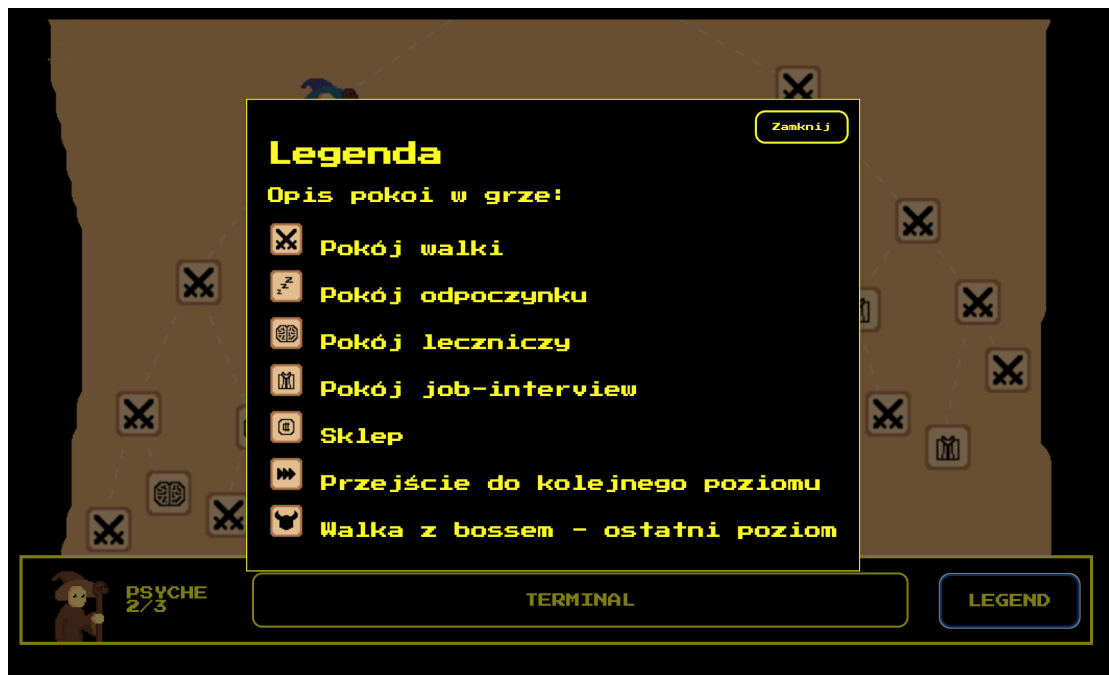 Zamknij
Legenda
Opis pokoi w grze:
Pokój walki
Pokój odpoczynku
Pokój leczniczy
Pokój job-interview
Sklep
Przejście do kolejnego poziomu
Walka z bossem - ostatni poziom
PSYCHE
2/3
TERMINAL
LEGEND